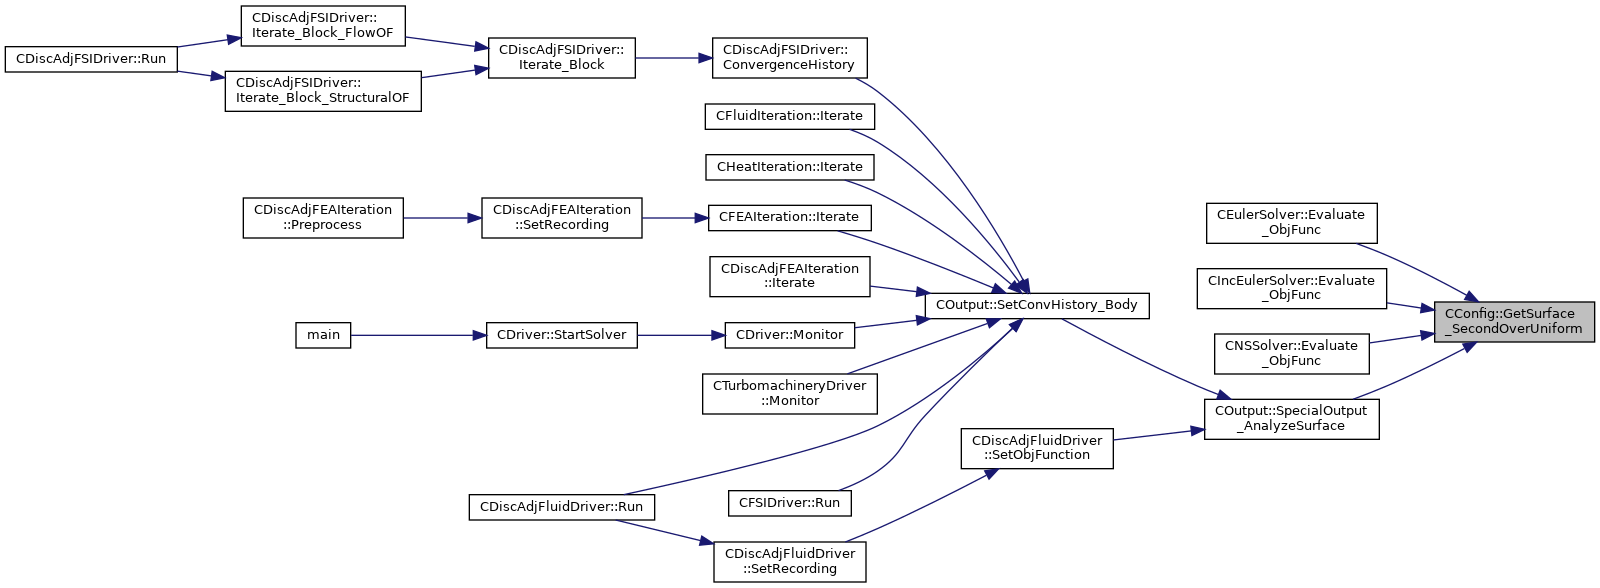 CDiscAdjFSIDriver::Run
CDiscAdjFSIDriver::
Iterate_Block_FlowOF
CDiscAdjFSIDriver::
Iterate_Block_StructuralOF
CDiscAdjFSIDriver::
Iterate_Block
CDiscAdjFSIDriver::
ConvergenceHistory
CFluidIteration::Iterate
CHeatIteration::Iterate
CDiscAdjFEAIteration
::Preprocess
CDiscAdjFEAIteration
::SetRecording
CFEAIteration::Iterate
CDiscAdjFEAIteration
::Iterate
main
CDriver::StartSolver
CDriver::Monitor
CTurbomachineryDriver
::Monitor
COutput::SetConvHistory_Body
CDiscAdjFluidDriver::Run
CFSIDriver::Run
CDiscAdjFluidDriver
::SetRecording
CDiscAdjFluidDriver
::SetObjFunction
CEulerSolver::Evaluate
_ObjFunc
CIncEulerSolver::Evaluate
_ObjFunc
CNSSolver::Evaluate
_ObjFunc
COutput::SpecialOutput
_AnalyzeSurface
CConfig::GetSurface
_SecondOverUniform